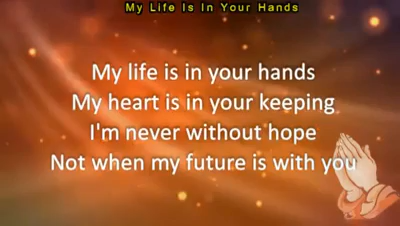 My Life Is In Your Hands
My life is in your hands
My heart is in your keeping
I'm never without hope
Not when my future is with you